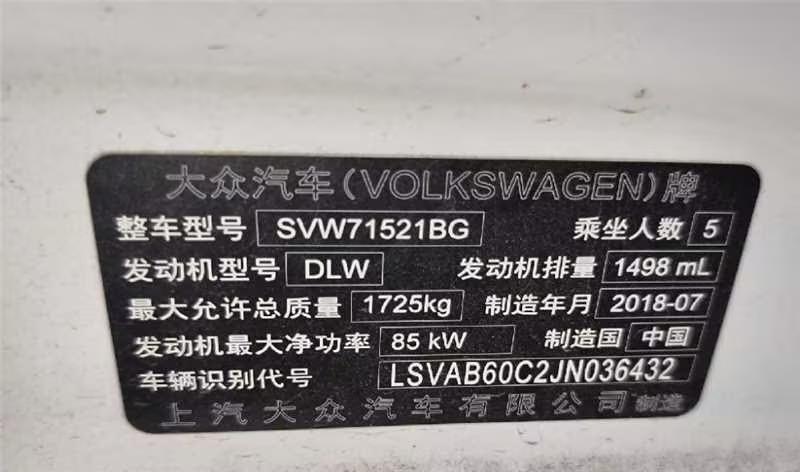 大众汽车(VOLKSWAGEN)牌
整车型号 SVW71521BG 乘坐人数 5
发动机型号 DLW 发动机排量 1498 mL
最大允许总质量 1725kg 制造年月 2018-07
发动机最大净功率 85 kW 制造国 中国
车辆识别代号 LSVAB60C2JN036432
上汽大众汽车有限公司 制造